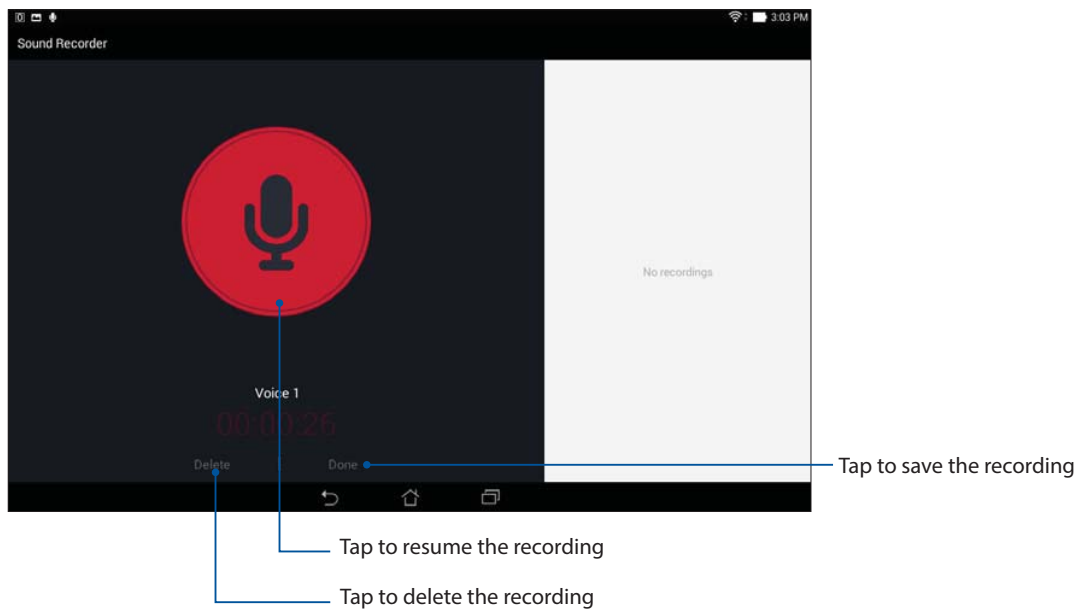 3:03 PM
Sound Recorder
No recordings
Voice 1
00:00:26
Delete
Done
Tap to save the recording
Tap to resume the recording
Tap to delete the recording